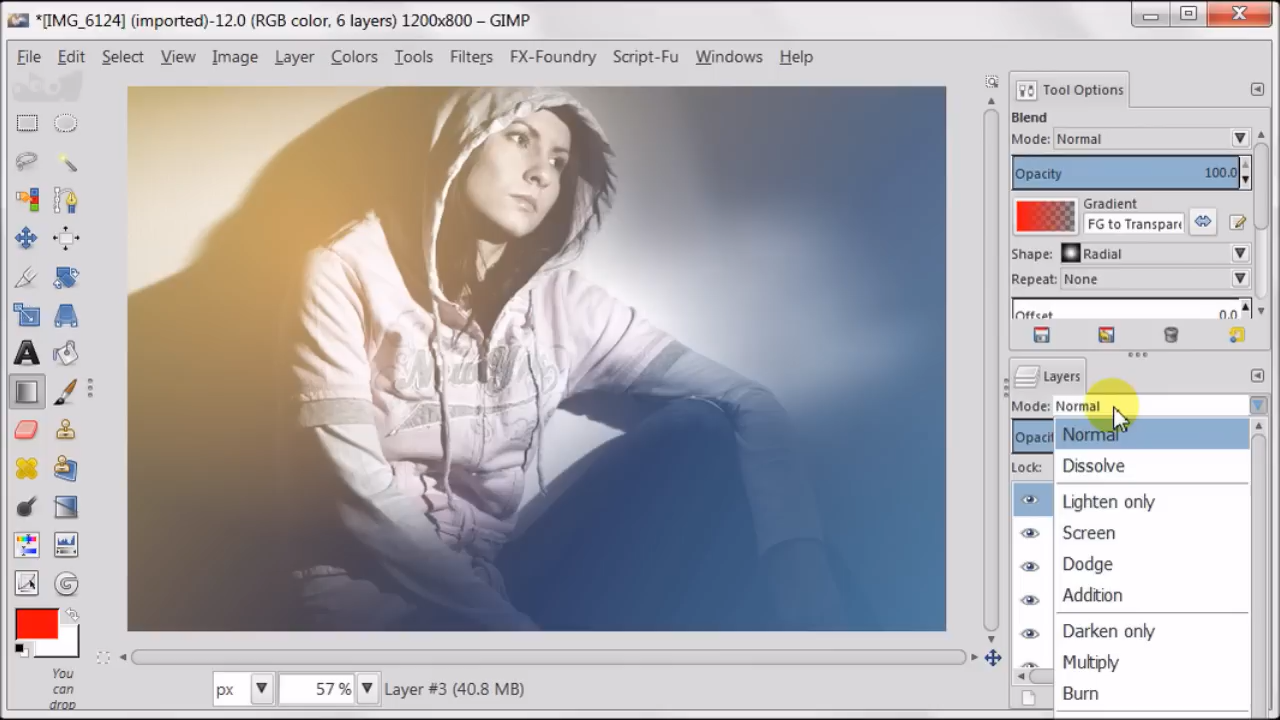 *[IMG_6124] (imported)-12.0 (RGB color, 6 layers) 1200x800 – GIMP
File Edit Select View Image Layer Colors Tools Filters FX-Foundry Script-Fu Windows Help
Tool Options
Blend
Mode: Normal
Opacity 100.0
Gradient
FG to Transpare
Shape: Radial
Repeat: None
Offset 0.0
Layers
Mode: Normal
Opacit
Normal
Lock:
Dissolve
Lighten only
Screen
Dodge
Addition
Darken only
Multiply
Burn
You
can
drop
px 57 % Layer #3 (40.8 MB)